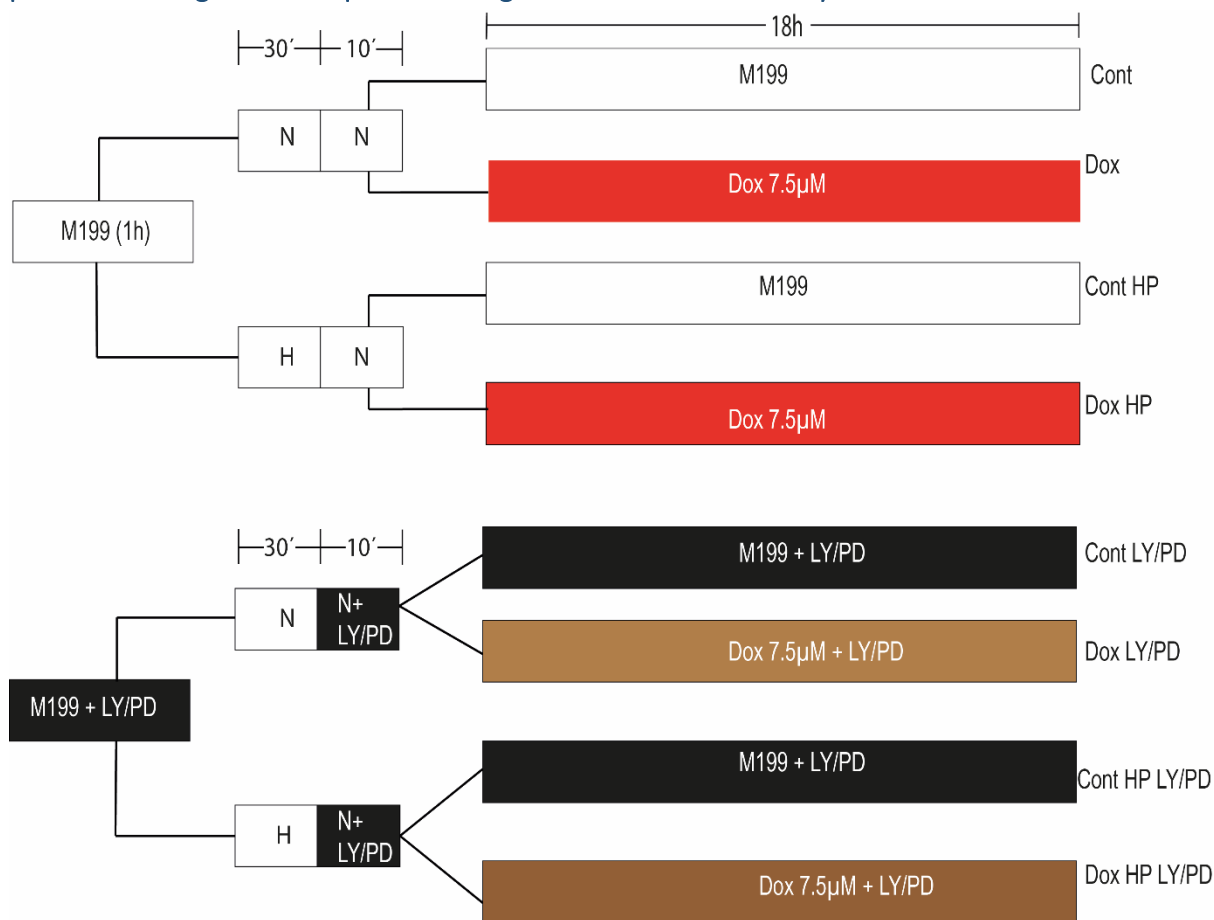 30´ 10´ 18h
M199 Cont
N N
Dox 7.5µM Dox
M199 (1h)
M199 Cont HP
H N
Dox 7.5µM Dox HP
30´ 10´
M199 + LY/PD Cont LY/PD
N N+ LY/PD
Dox 7.5µM + LY/PD Dox LY/PD
M199 + LY/PD
M199 + LY/PD Cont HP LY/PD
H N+ LY/PD
Dox 7.5µM + LY/PD Dox HP LY/PD